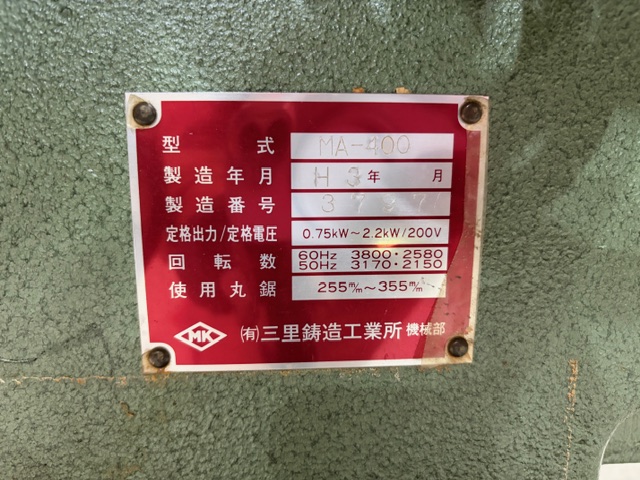 型式 MA-400
製造年月 H3年 月
製造番号 3797
定格出力/定格電圧 0.75kW~2.2kW/200V
回転数 60Hz 3800・2580
50Hz 3170・2150
使用丸鋸 255m/m~355m/m
MK (有)三里鋳造工業所 機械部